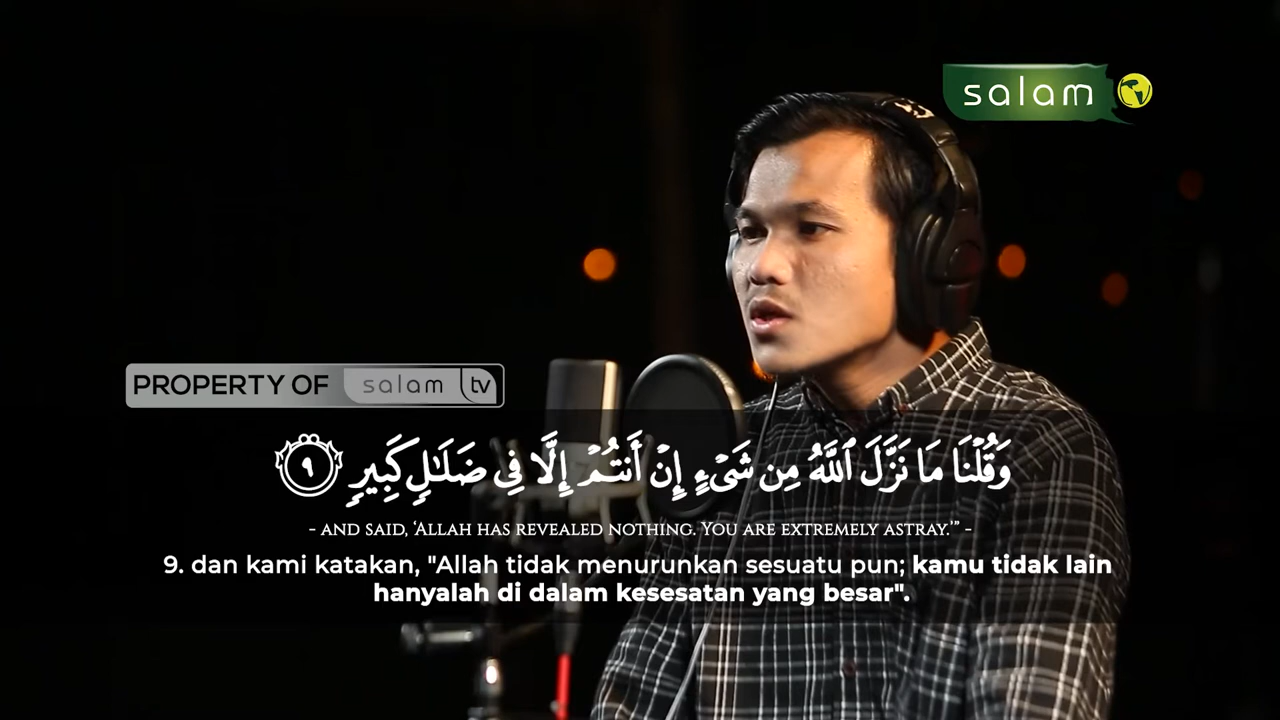 salam
PROPERTY OF salam tv
وَقُلْنَا مَا نَزَّلَ ٱللَّهُ مِن شَىْءٍ إِنْ أَنتُمْ إِلَّا فِى ضَلَـٰلٍ كَبِيرٍ ٩
- AND SAID, ‘ALLAH HAS REVEALED NOTHING. YOU ARE EXTREMELY ASTRAY.’” -
9. dan kami katakan, "Allah tidak menurunkan sesuatu pun; kamu tidak lain
hanyalah di dalam kesesatan yang besar".